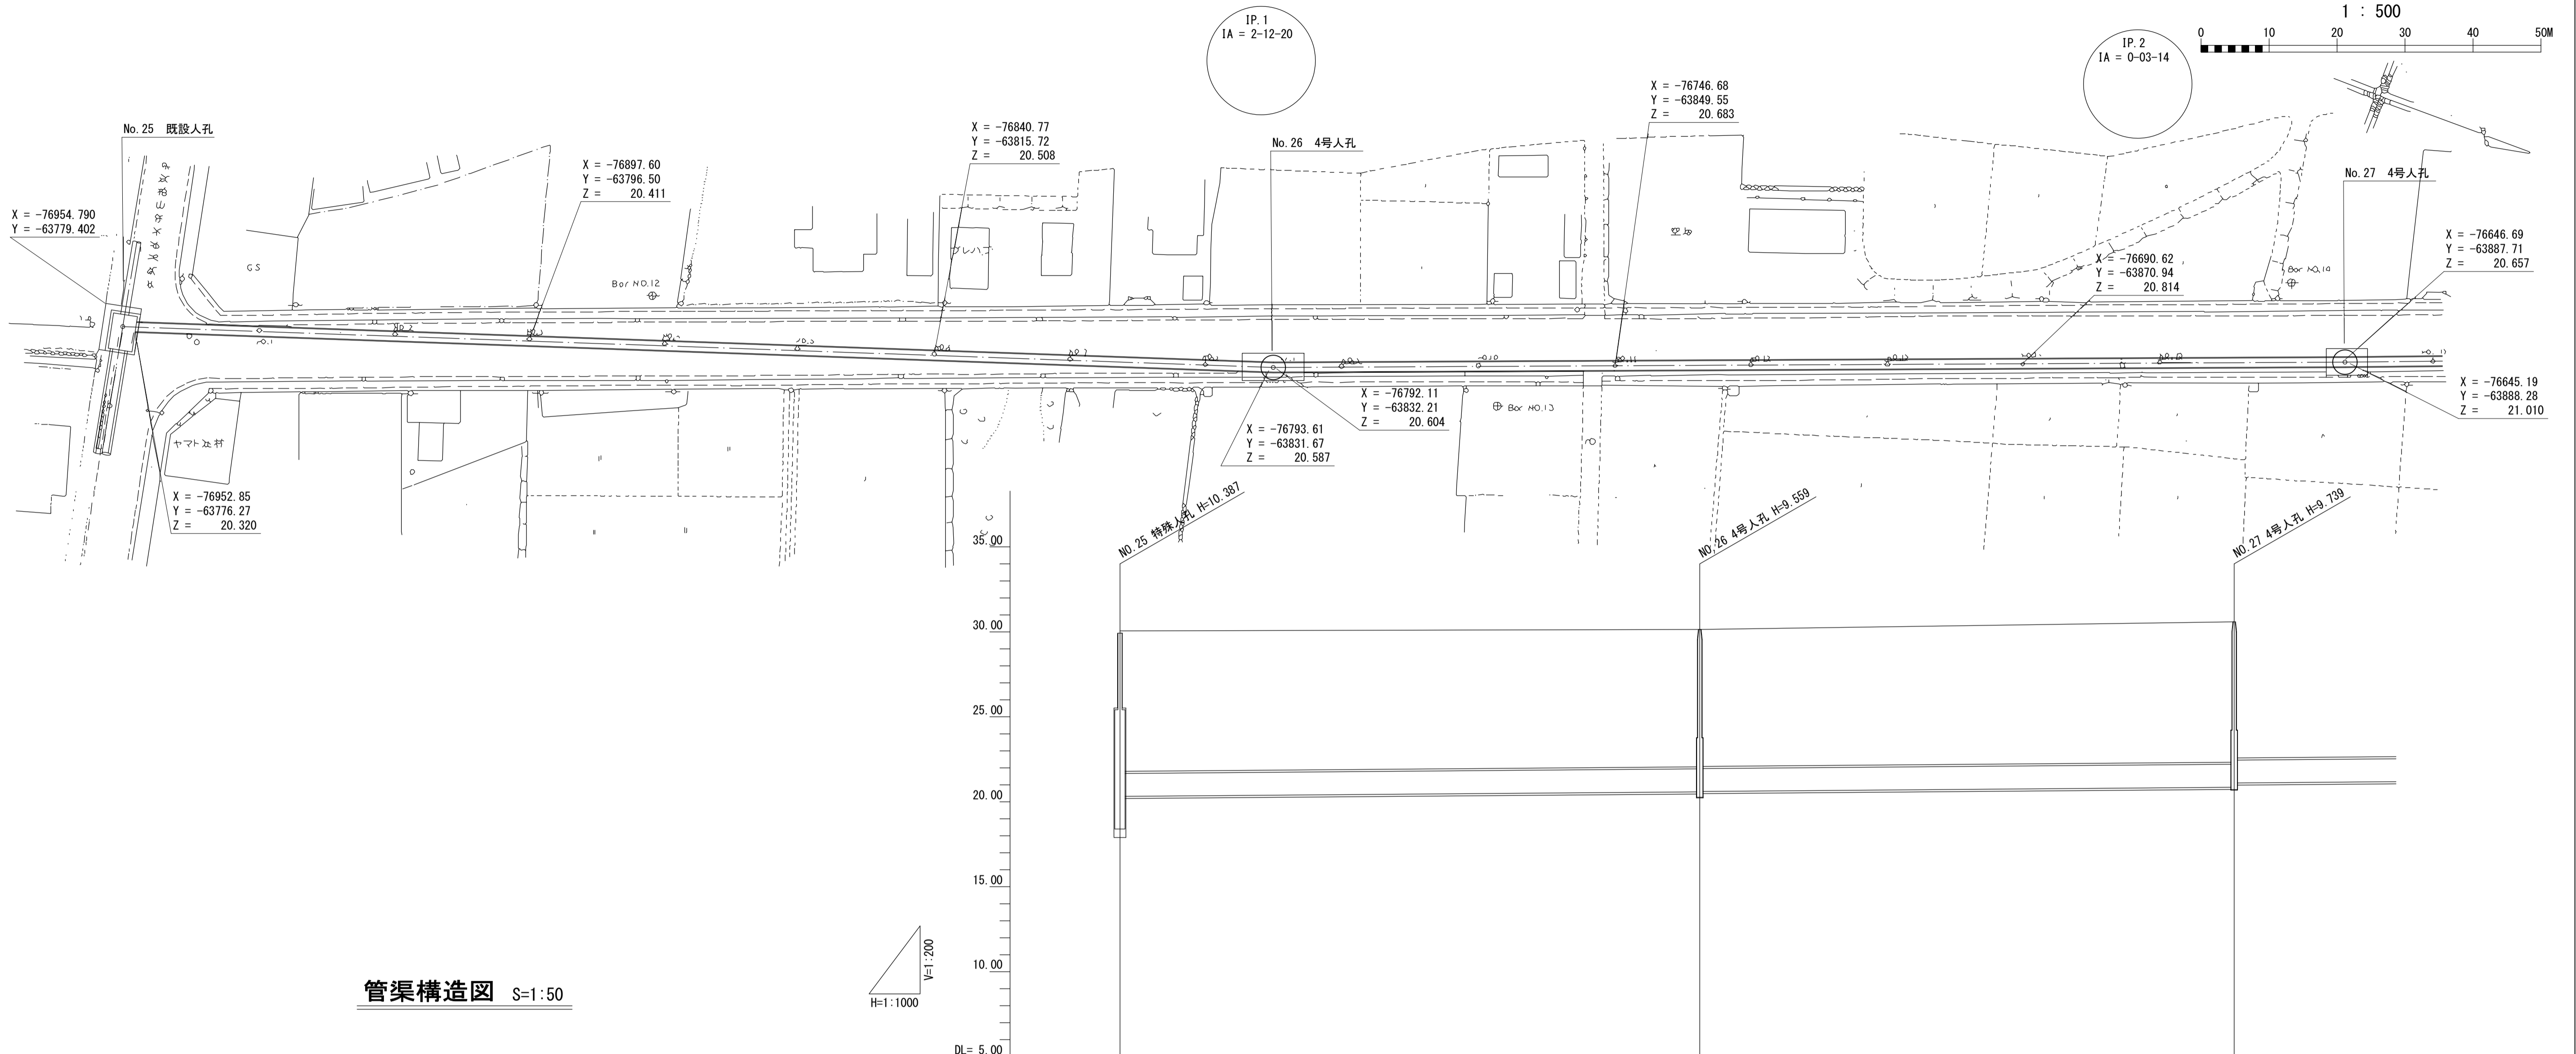 1 : 500
0 10 20 30 40 50M
IP.1
IA = 2-12-20
IP.2
IA = 0-03-14
No.25 既設人孔
X = -76954.790
Y = -63779.402
X = -76897.60
Y = -63796.50
Z = 20.411
X = -76840.77
Y = -63815.72
Z = 20.508
No.26 4号人孔
X = -76746.68
Y = -63849.55
Z = 20.683
No.27 4号人孔
X = -76646.69
Y = -63887.71
Z = 20.657
X = -76690.62
Y = -63870.94
Z = 20.814
GS
Bor NO.12
プレハブ
空地
Bor NO.14
X = -76645.19
Y = -63888.28
Z = 21.010
X = -76792.11
Y = -63832.21
Z = 20.604
X = -76793.61
Y = -63831.67
Z = 20.587
Bor NO.13
X = -76952.85
Y = -63776.27
Z = 20.320
NO.25 特殊人孔 H=10.387
NO.26 4号人孔 H=9.559
NO.27 4号人孔 H=9.739
35.00
30.00
25.00
20.00
15.00
10.00
DL= 5.00
V=1:200
H=1:1000
管渠構造図 S=1:50